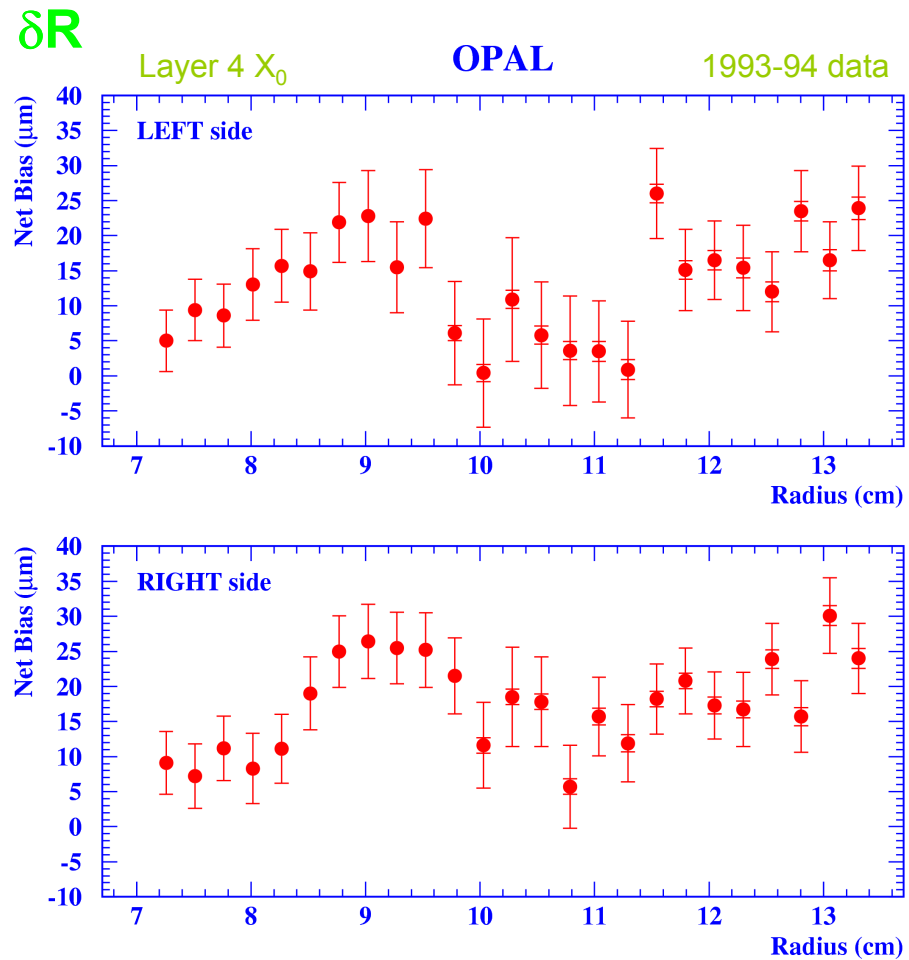 δR
Layer 4 X₀ OPAL 1993-94 data
Net Bias (μm)
LEFT side
40
35
30
25
20
15
10
5
0
-5
-10
7 8 9 10 11 12 13
Radius (cm)
Net Bias (μm)
RIGHT side
40
35
30
25
20
15
10
5
0
-5
-10
7 8 9 10 11 12 13
Radius (cm)